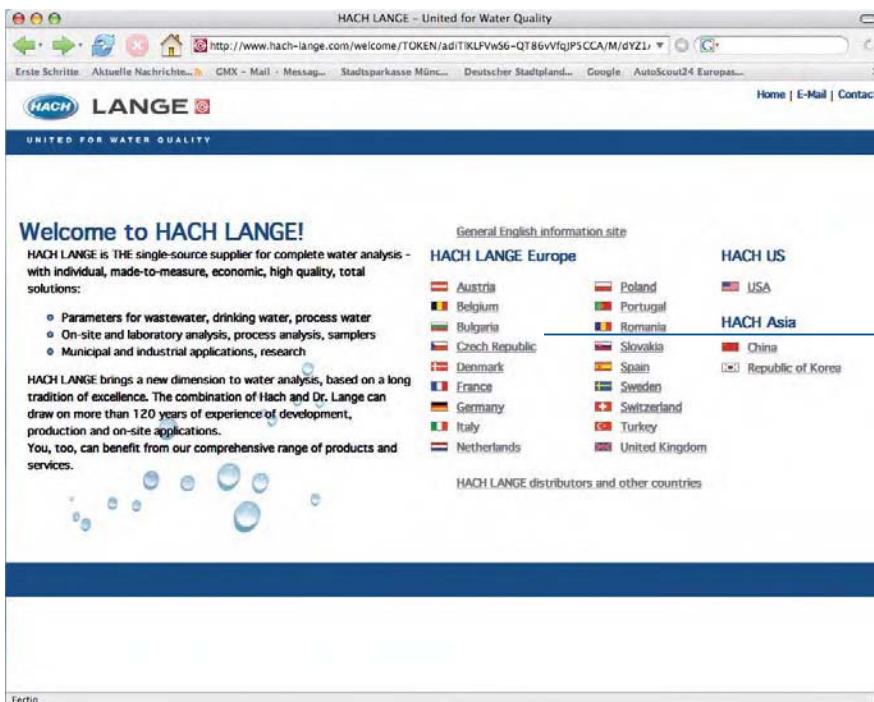 HACH LANGE – United for Water Quality
http://www.hach-lange.com/welcome/TOKEN/
Erste Schritte Aktuelle Nachrichte... GMX - Mail - Messag... Stadtsparkasse Münc... Deutscher Stadtpland... Google AutoScout24 Europas...
Home | E-Mail | Contac
HACH LANGE
UNITED FOR WATER QUALITY
Welcome to HACH LANGE!
HACH LANGE is THE single-source supplier for complete water analysis -
with individual, made-to-measure, economic, high quality, total
solutions:
Parameters for wastewater, drinking water, process water
On-site and laboratory analysis, process analysis, samplers
Municipal and industrial applications, research
HACH LANGE brings a new dimension to water analysis, based on a long
tradition of excellence. The combination of Hach and Dr. Lange can
draw on more than 120 years of experience of development,
production and on-site applications.
You, too, can benefit from our comprehensive range of products and
services.
General English information site
HACH LANGE Europe
Austria
Belgium
Bulgaria
Czech Republic
Denmark
France
Germany
Italy
Netherlands
Poland
Portugal
Romania
Slovakia
Spain
Sweden
Switzerland
Turkey
United Kingdom
HACH LANGE distributors and other countries
HACH US
USA
HACH Asia
China
Republic of Korea
Fertig